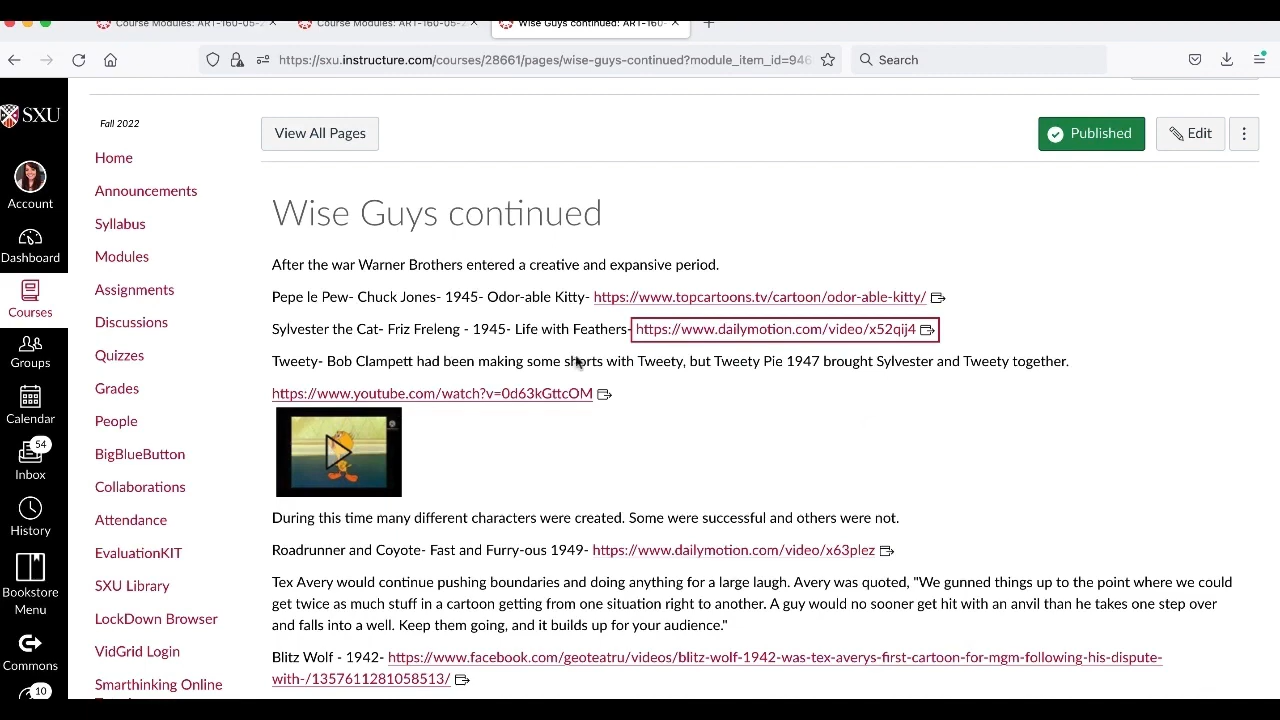 Course Modules: ART-160-05-2
Course Modules: ART-160-05-2
Wise Guys continued: ART-160-
https://sxu.instructure.com/courses/28661/pages/wise-guys-continued?module_item_id=946
Search
SXU
Account
Dashboard
Courses
Groups
Calendar
54
Inbox
History
Bookstore
Menu
Commons
10
Fall 2022
Home
Announcements
Syllabus
Modules
Assignments
Discussions
Quizzes
Grades
People
BigBlueButton
Collaborations
Attendance
EvaluationKIT
SXU Library
LockDown Browser
VidGrid Login
Smarthinking Online
View All Pages
Published
Edit
Wise Guys continued
After the war Warner Brothers entered a creative and expansive period.
Pepe le Pew- Chuck Jones- 1945- Odor-able Kitty- https://www.topcartoons.tv/cartoon/odor-able-kitty/
Sylvester the Cat- Friz Freleng - 1945- Life with Feathers- https://www.dailymotion.com/video/x52qij4
Tweety- Bob Clampett had been making some shorts with Tweety, but Tweety Pie 1947 brought Sylvester and Tweety together.
https://www.youtube.com/watch?v=0d63kGttcOM
During this time many different characters were created. Some were successful and others were not.
Roadrunner and Coyote- Fast and Furry-ous 1949- https://www.dailymotion.com/video/x63plez
Tex Avery would continue pushing boundaries and doing anything for a large laugh. Avery was quoted, "We gunned things up to the point where we could
get twice as much stuff in a cartoon getting from one situation right to another. A guy would no sooner get hit with an anvil than he takes one step over
and falls into a well. Keep them going, and it builds up for your audience."
Blitz Wolf - 1942- https://www.facebook.com/geoteatru/videos/blitz-wolf-1942-was-tex-averys-first-cartoon-for-mgm-following-his-dispute-
with-/1357611281058513/